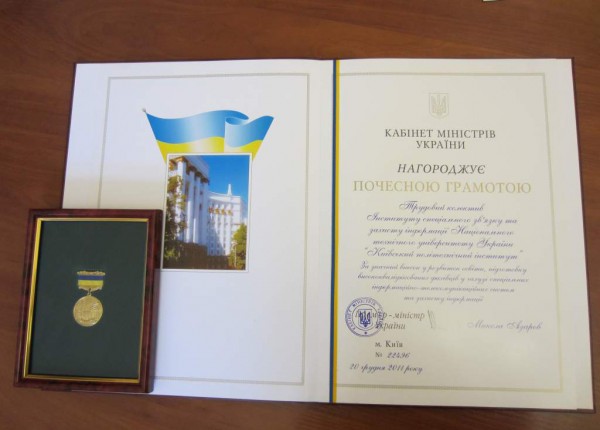 КАБІНЕТ МІНІСТРІВ
УКРАЇНИ
НАГОРОДЖУЄ
ПОЧЕСНОЮ ГРАМОТОЮ
Трудовий колектив
Інституту спеціального зв'язку та
захисту інформації Національного
технічного університету України
"Київський політехнічний інститут"
За значний внесок у розвиток освіти, підготовку
висококваліфікованих фахівців у галузі спеціальних
інформаційно-телекомунікаційних систем
та захисту інформації
Прем'єр-міністр
України
Микола Азаров
м. Київ
№ 22496
20 грудня 2011 року